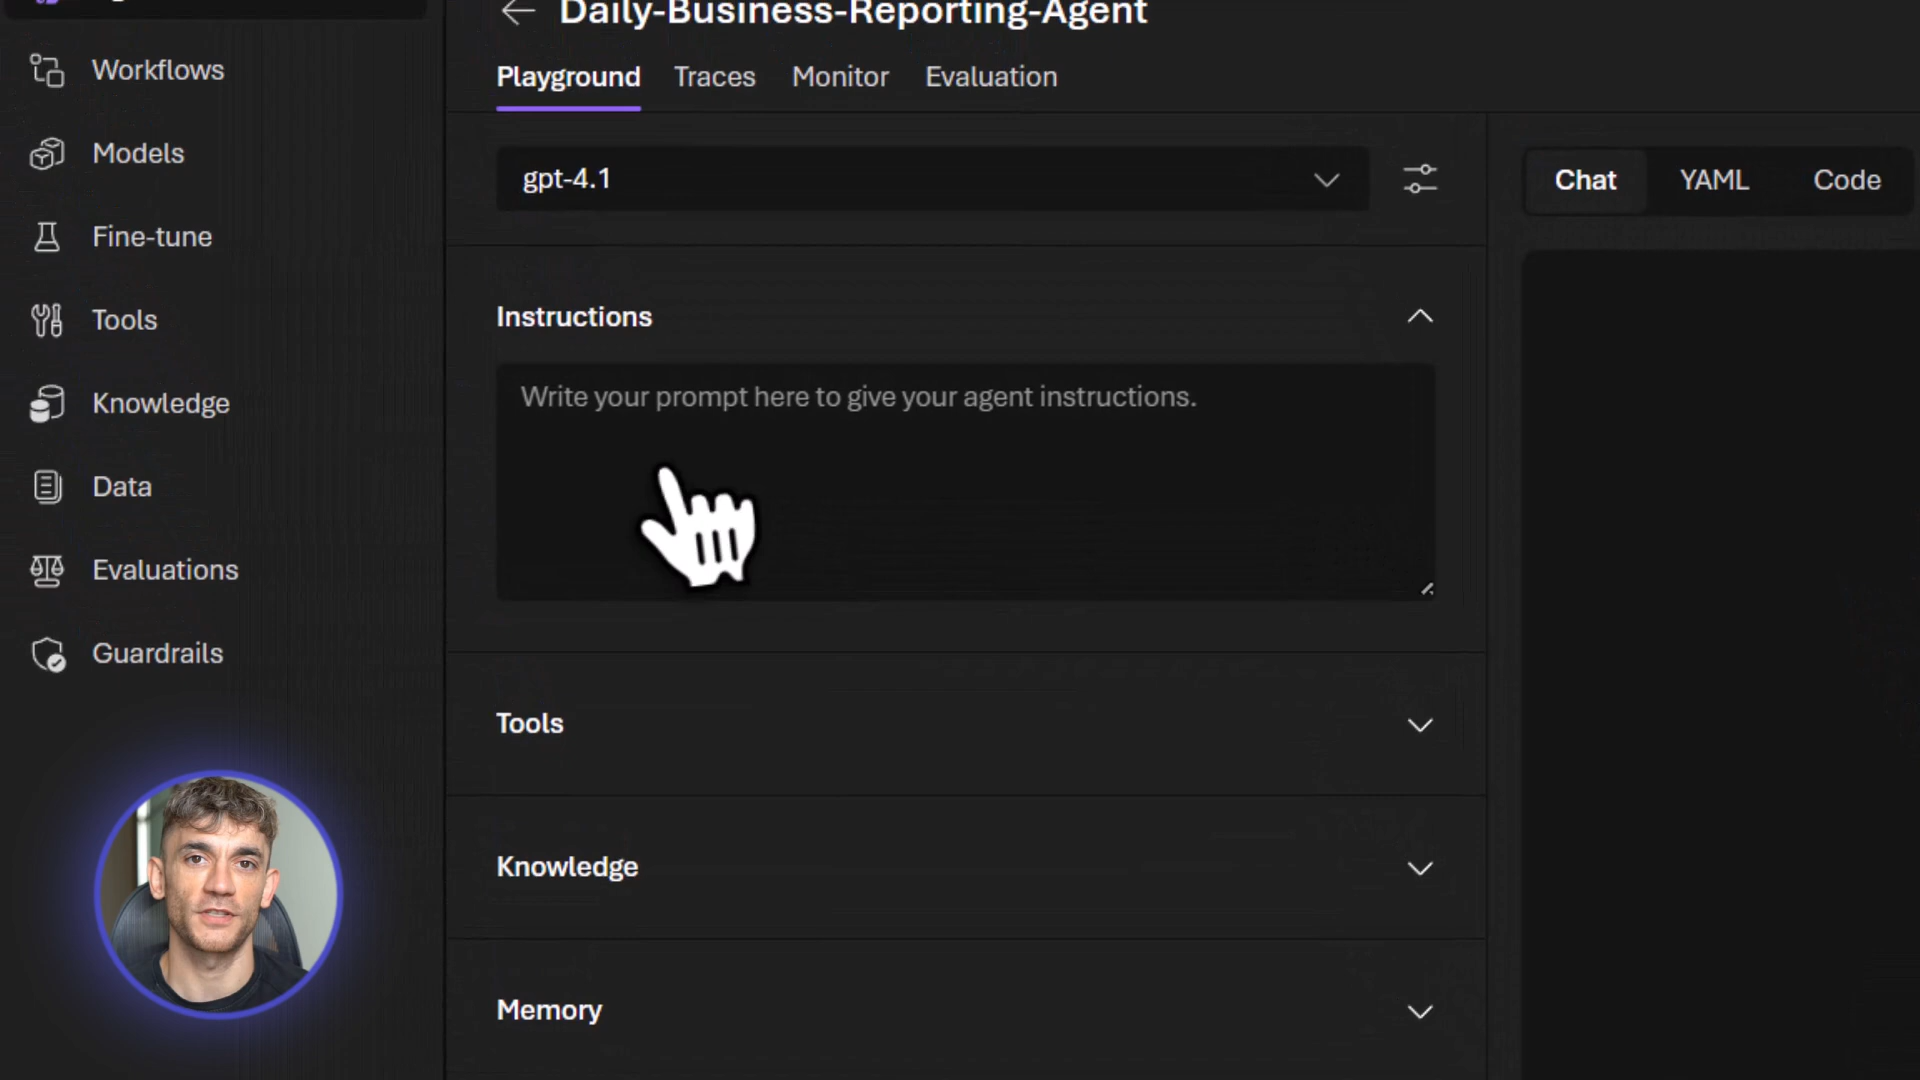 Daily-Business-Reporting-Agent
Workflows
Models
Fine-tune
Tools
Knowledge
Data
Evaluations
Guardrails
Playground
Traces
Monitor
Evaluation
gpt-4.1
Instructions
Write your prompt here to give your agent instructions.
Tools
Knowledge
Memory
Chat
YAML
Code